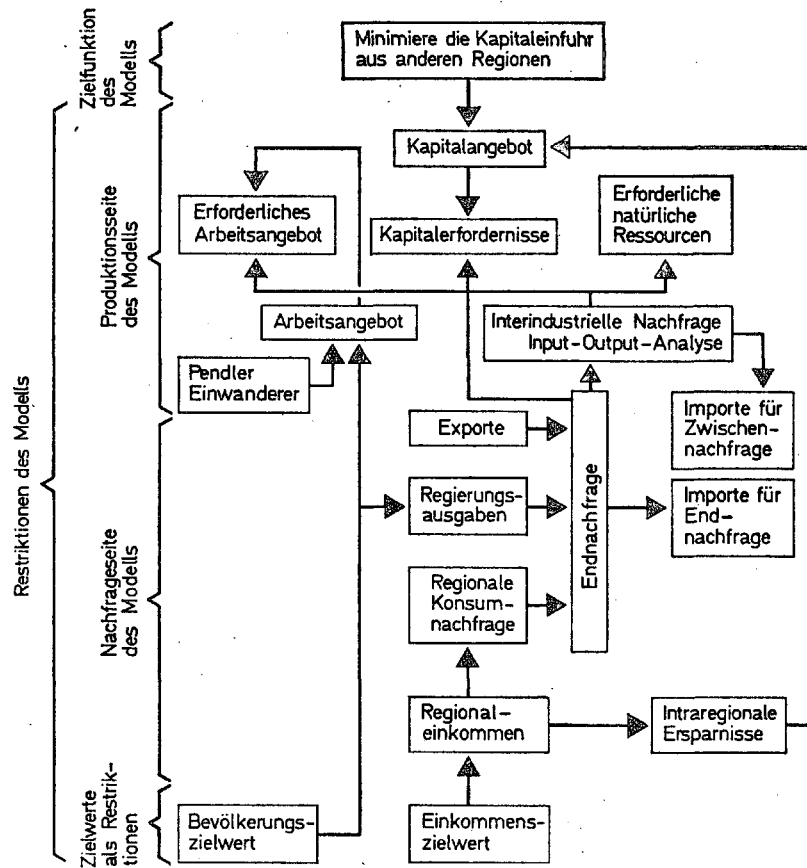 Zielfunktion
des
Modells
Restriktionen des Modells
Produktionsseite
des Modells
Nachfrageseite
des Modells
Zielwerte
als Restrik-
tionen
Minimiere die Kapitaleinfuhr
aus anderen Regionen
Kapitalangebot
Erforderliches
Arbeitsangebot
Kapitalerfordernisse
Erforderliche
natürliche
Ressourcen
Arbeitsangebot
Interindustrielle Nachfrage
Input-Output-Analyse
Pendler
Einwanderer
Exporte
Importe für
Zwischen-
nachfrage
Regierungs-
ausgaben
Endnachfrage
Importe für
End-
nachfrage
Regionale
Konsum-
nachfrage
Regional-
einkommen
Intraregionale
Ersparnisse
Bevölkerungs-
zielwert
Einkommens-
zielwert